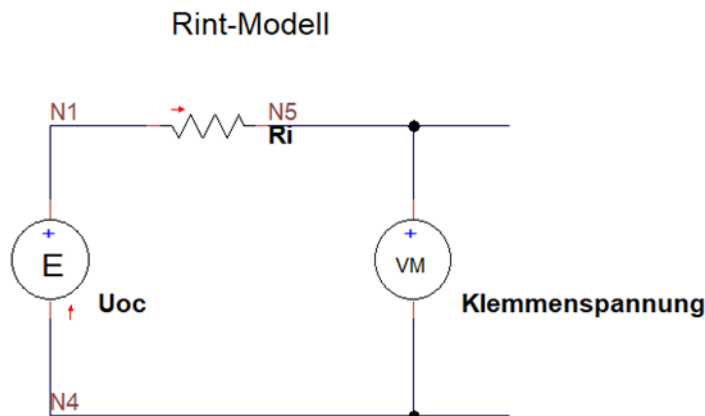 Rint-Modell
N1
N5
Ri
+
E
Uoc
+
VM
Klemmenspannung
N4